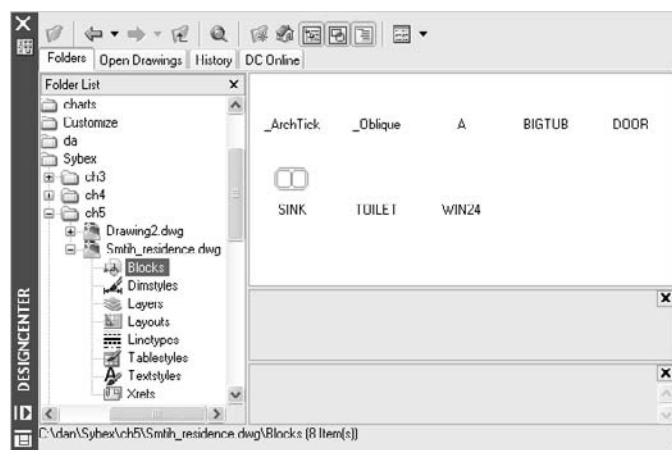 Folders Open Drawings History DC Online
Folder List
charts
Customize
da
Sybex
ch3
ch4
ch5
Drawing2.dwg
Smtih_residence.dwg
Blocks
Dimstyles
Layers
Layouts
Linetypes
Tablestyles
Textstyles
Xrefs
_ArchTick _Oblique A BIGTUB DOOR
SINK TOILET WIN24
DESIGNCENTER
C:\dan\Sybex\ch5\Smtih_residence.dwg\Blocks (8 Item(s))